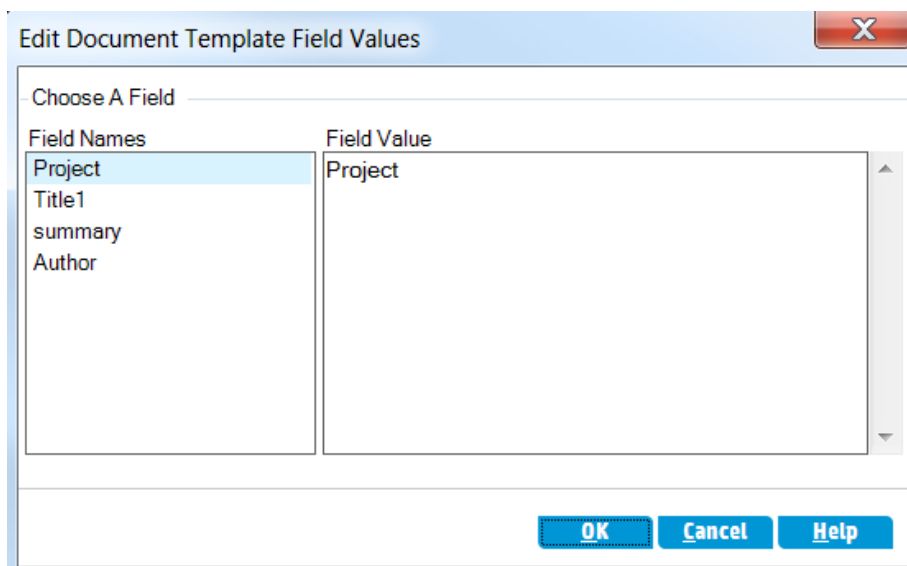 Edit Document Template Field Values
X
Choose A Field
Field Names Field Value
Project Project
Title1
summary
Author
OK Cancel Help